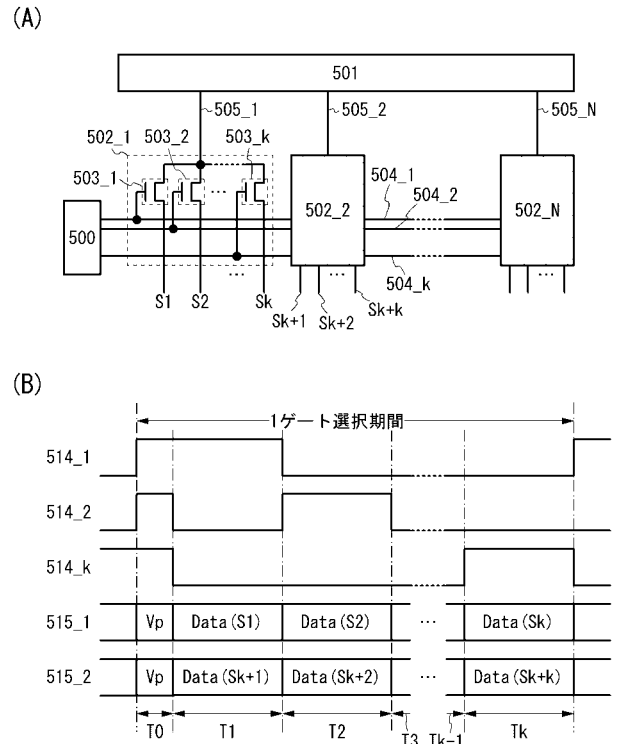 (A)
501
505_1
505_2
505_N
502_1
503_2
503_k
503_1
...
500
502_2
504_1
504_2
502_N
504_k
...
...
...
S1
S2
Sk
Sk+1
Sk+2
Sk+k
(B)
1ゲート選択期間
514_1
514_2
514_k
515_1
Vp
Data(S1)
Data(S2)
...
Data(Sk)
515_2
Vp
Data(Sk+1)
Data(Sk+2)
...
Data(Sk+k)
T0
T1
T2
T3
Tk-1
Tk